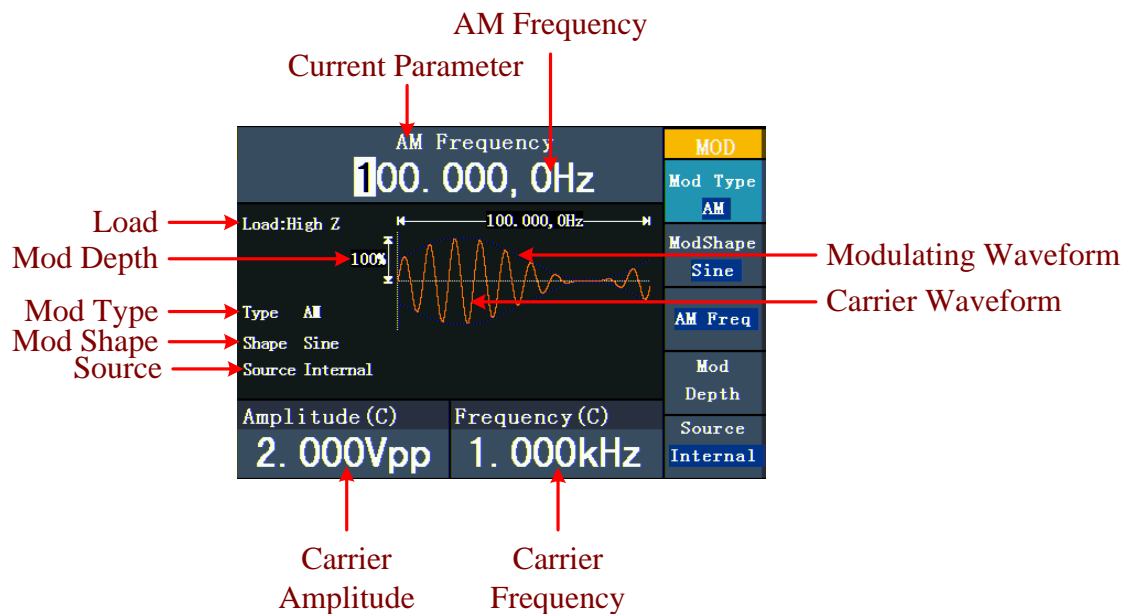 AM Frequency
Current Parameter
AM Frequency
100.000,0Hz
MOD
Mod Type
AM
Load
Load:High Z
100.000,0Hz
ModShape
Sine
Mod Depth
100%
Modulating Waveform
Carrier Waveform
Mod Type
Type AM
AM Freq
Mod Shape
Shape Sine
Source
Source Internal
Mod
Depth
Amplitude(C)
Frequency(C)
Source
Internal
2.000Vpp
1.000kHz
Carrier
Amplitude
Carrier
Frequency